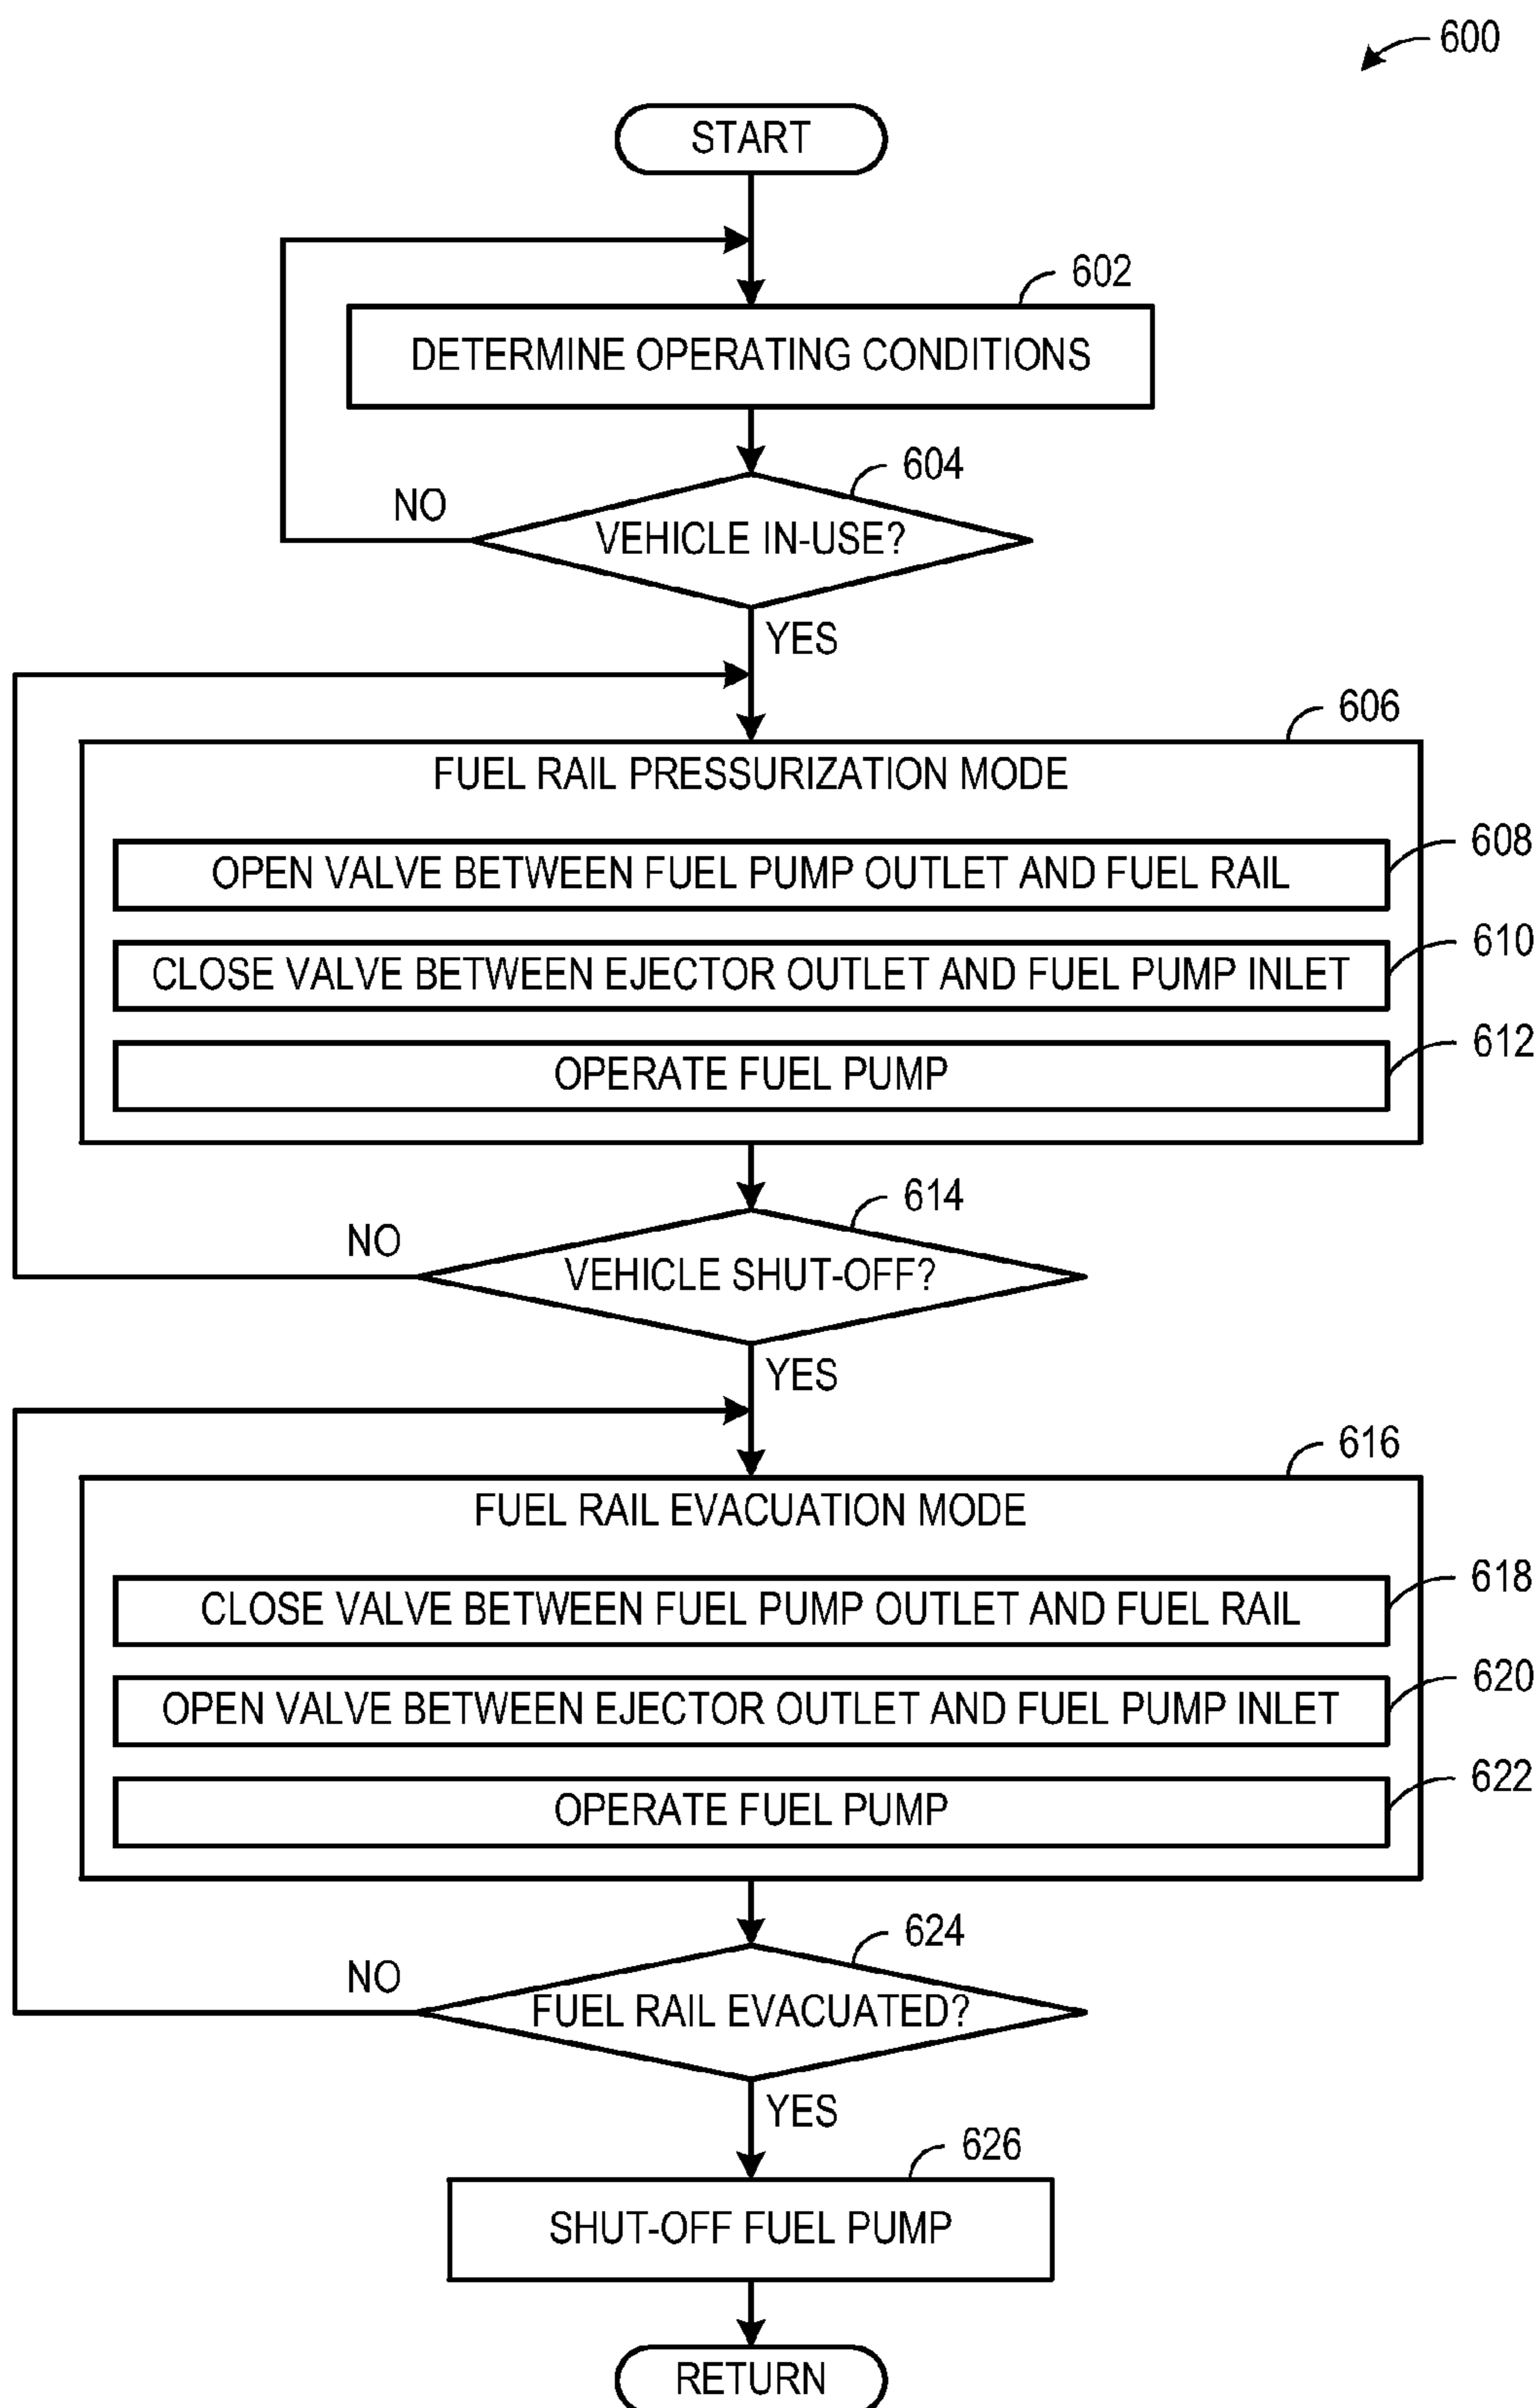 600
START
602
DETERMINE OPERATING CONDITIONS
604
NO
VEHICLE IN-USE?
YES
606
FUEL RAIL PRESSURIZATION MODE
608
OPEN VALVE BETWEEN FUEL PUMP OUTLET AND FUEL RAIL
610
CLOSE VALVE BETWEEN EJECTOR OUTLET AND FUEL PUMP INLET
612
OPERATE FUEL PUMP
614
NO
VEHICLE SHUT-OFF?
YES
616
FUEL RAIL EVACUATION MODE
618
CLOSE VALVE BETWEEN FUEL PUMP OUTLET AND FUEL RAIL
620
OPEN VALVE BETWEEN EJECTOR OUTLET AND FUEL PUMP INLET
622
OPERATE FUEL PUMP
624
NO
FUEL RAIL EVACUATED?
YES
626
SHUT-OFF FUEL PUMP
RETURN